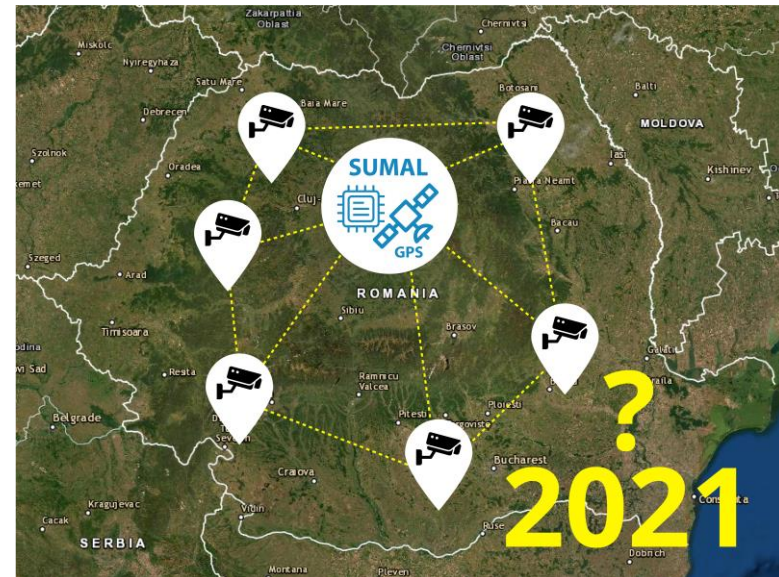 Zakarpattia
Oblast
Chernivtsi
Miskolc
Chernivtsi
Oblast
Nyiregyhaza
Satu Mare
Botosani
Balti
Baia Mare
Debrecen
MOLDOVA
Szolnok
Oradea
SUMAL
Iasi
Kishinev
Piatra Neamt
Cluj-
GPS
Bacau
Szeged
Arad
ROMANIA
Sibiu
Timisoara
Brasov
Galati
Resita
Ramnicu
Valcea
Ploiesti
Pitesti
Belgrade
?
Severin
Bucharest
Craiova
2021
Constanta
Kragujevac
Vidin
Cacak
Ruse
SERBIA
Dobrich
Montana
Pleven